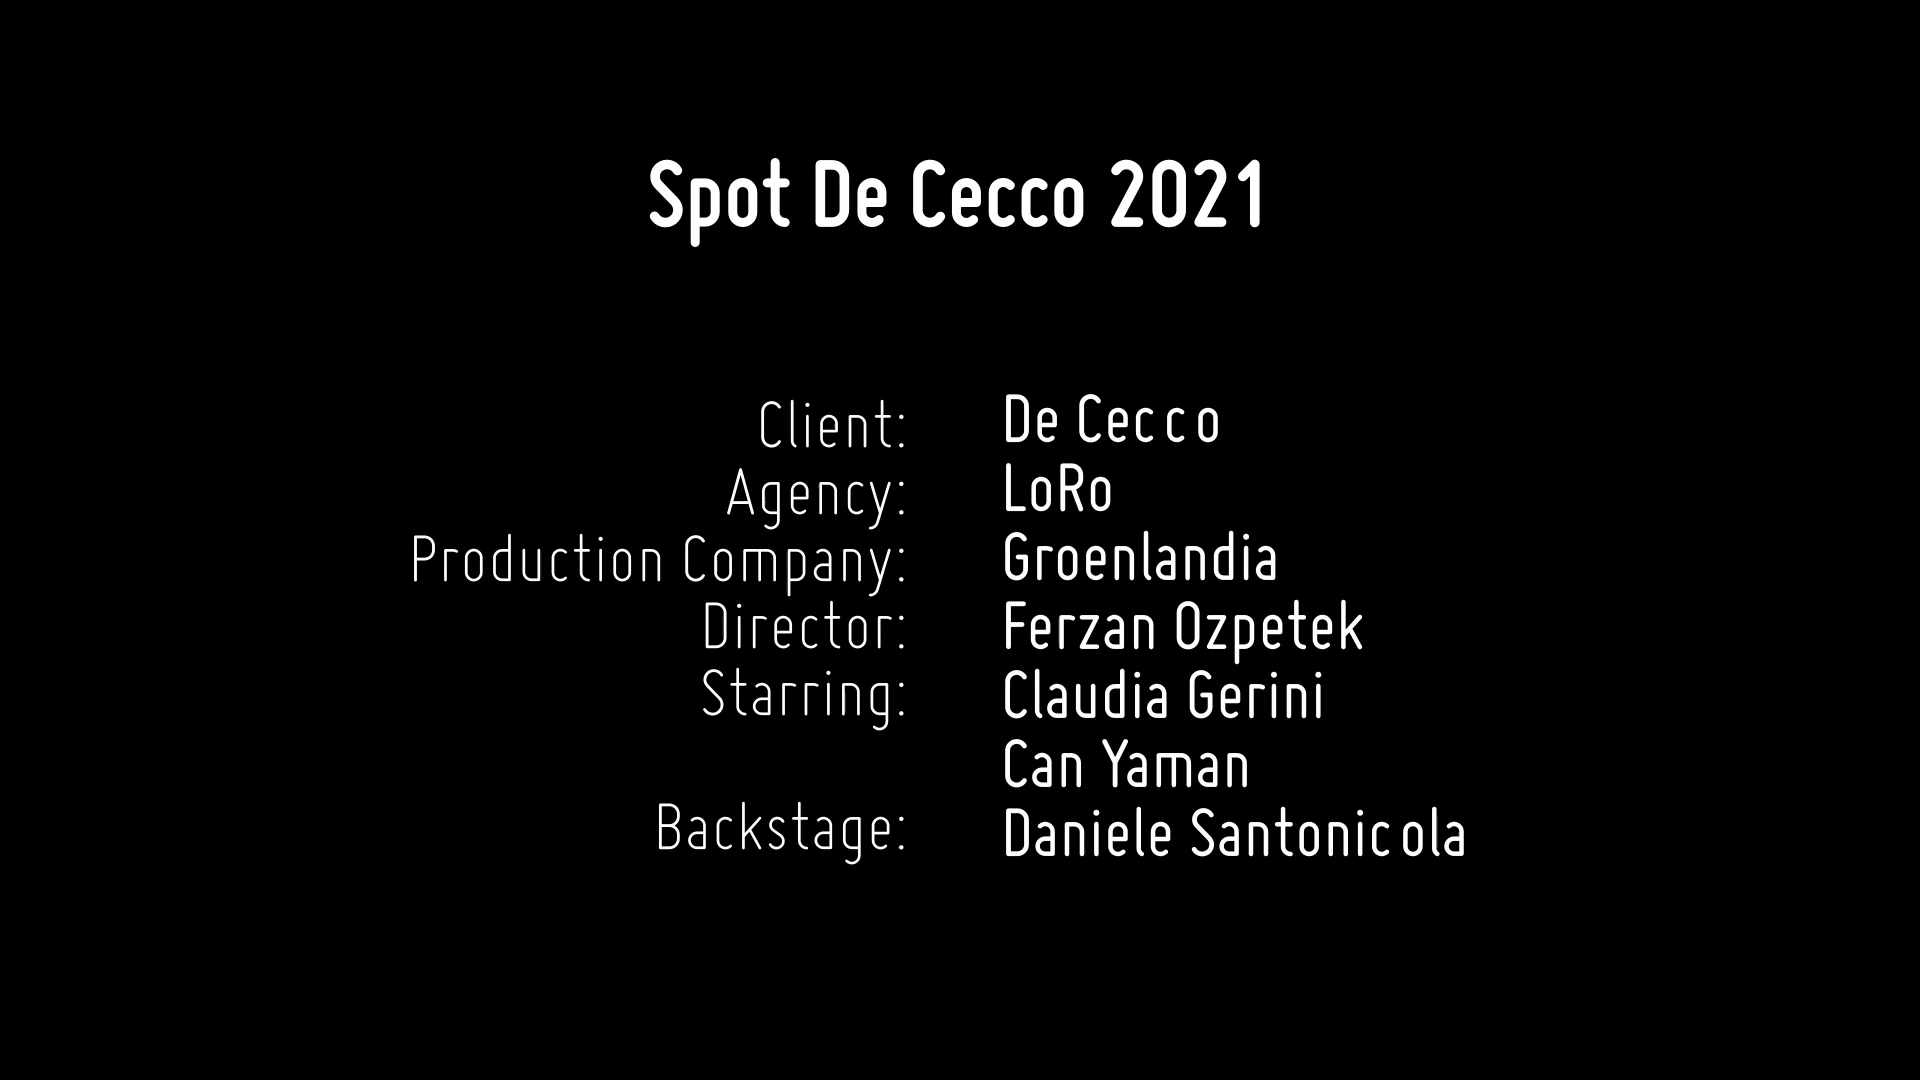 Spot De Cecco 2021
Client: De Cecco
Agency: LoRo
Production Company: Groenlandia
Director: Ferzan Ozpetek
Starring: Claudia Gerini
Can Yaman
Backstage: Daniele Santonicola